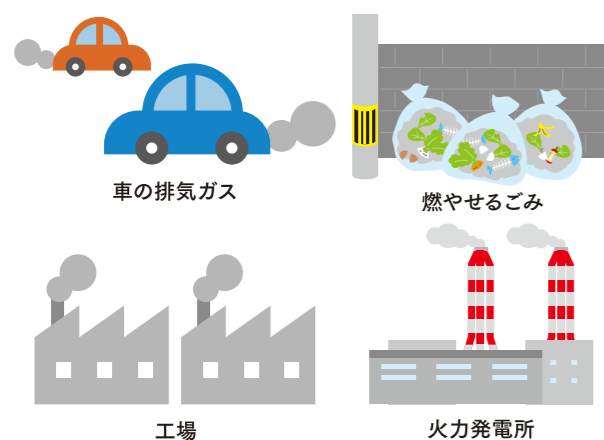 車の排気ガス
燃やせるごみ
工場
火力発電所